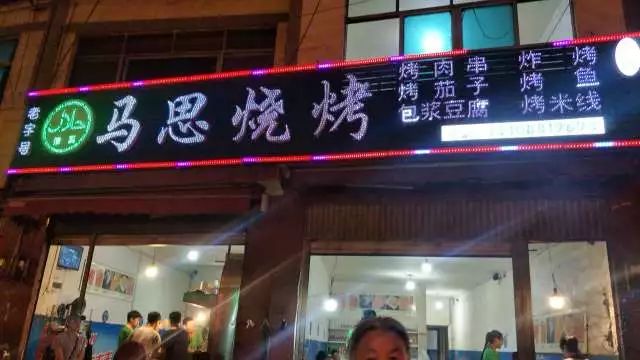 老字号
حلال
清真
马思烧烤
烤肉串 炸烤
烤茄子 烤鱼
包浆豆腐 烤米线